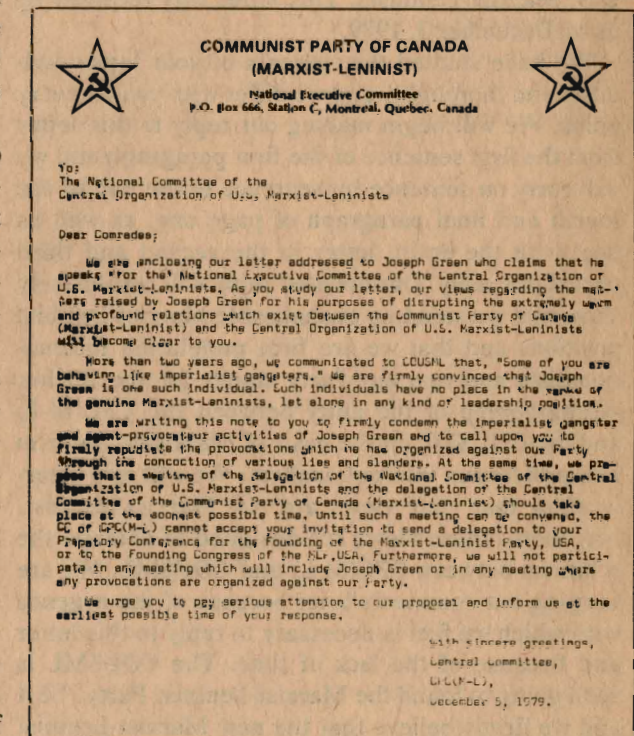 COMMUNIST PARTY OF CANADA
(MARXIST-LENINIST)
National Executive Committee
P.O. Box 666, Station C, Montreal, Quebec, Canada
To:
The National Committee of the
Central Organization of U.S. Marxist-Leninists
Dear Comrades:
We are enclosing our letter addressed to Joseph Green who claims that he
speaks "for the" National Executive Committee of the Central Organization of
U.S. Marxist-Leninists. As you study our letter, our views regarding the mat-
ters raised by Joseph Green for his purposes of disrupting the extremely warm
and profound relations which exist between the Communist Party of Canada
(Marxist-Leninist) and the Central Organization of U.S. Marxist-Leninists
will become clear to you.
More than two years ago, we communicated to COUSML that, "Some of you are
behaving like imperialist gangsters." We are firmly convinced that Joseph
Green is one such individual. Such individuals have no place in the ranks of
the genuine Marxist-Leninists, let alone in any kind of leadership position.
We are writing this note to you to firmly condemn the imperialist gangster
and agent-provocateur activities of Joseph Green and to call upon you to
firmly repudiate the provocations which he has organized against our Party
through the concoction of various lies and slanders. At the same time, we pro-
pose that a meeting of the delegation of the National Committee of the Central
Organization of U.S. Marxist-Leninists and the delegation of the Central
Committee of the Communist Party of Canada (Marxist-Leninist) should take
place at the soonest possible time. Until such a meeting can be convened, the
CC of CPC(M-L) cannot accept your invitation to send a delegation to your
Prepatory Conference for the Founding of the Marxist-Leninist Party, USA,
or to the Founding Congress of the MLP,USA. Furthermore, we will not partici-
pate in any meeting which will include Joseph Green or in any meeting where
any provocations are organized against our Party.
We urge you to pay serious attention to our proposal and inform us at the
earliest possible time of your response.
With sincere greetings,
Central Committee,
CPC(M-L),
December 5, 1979.